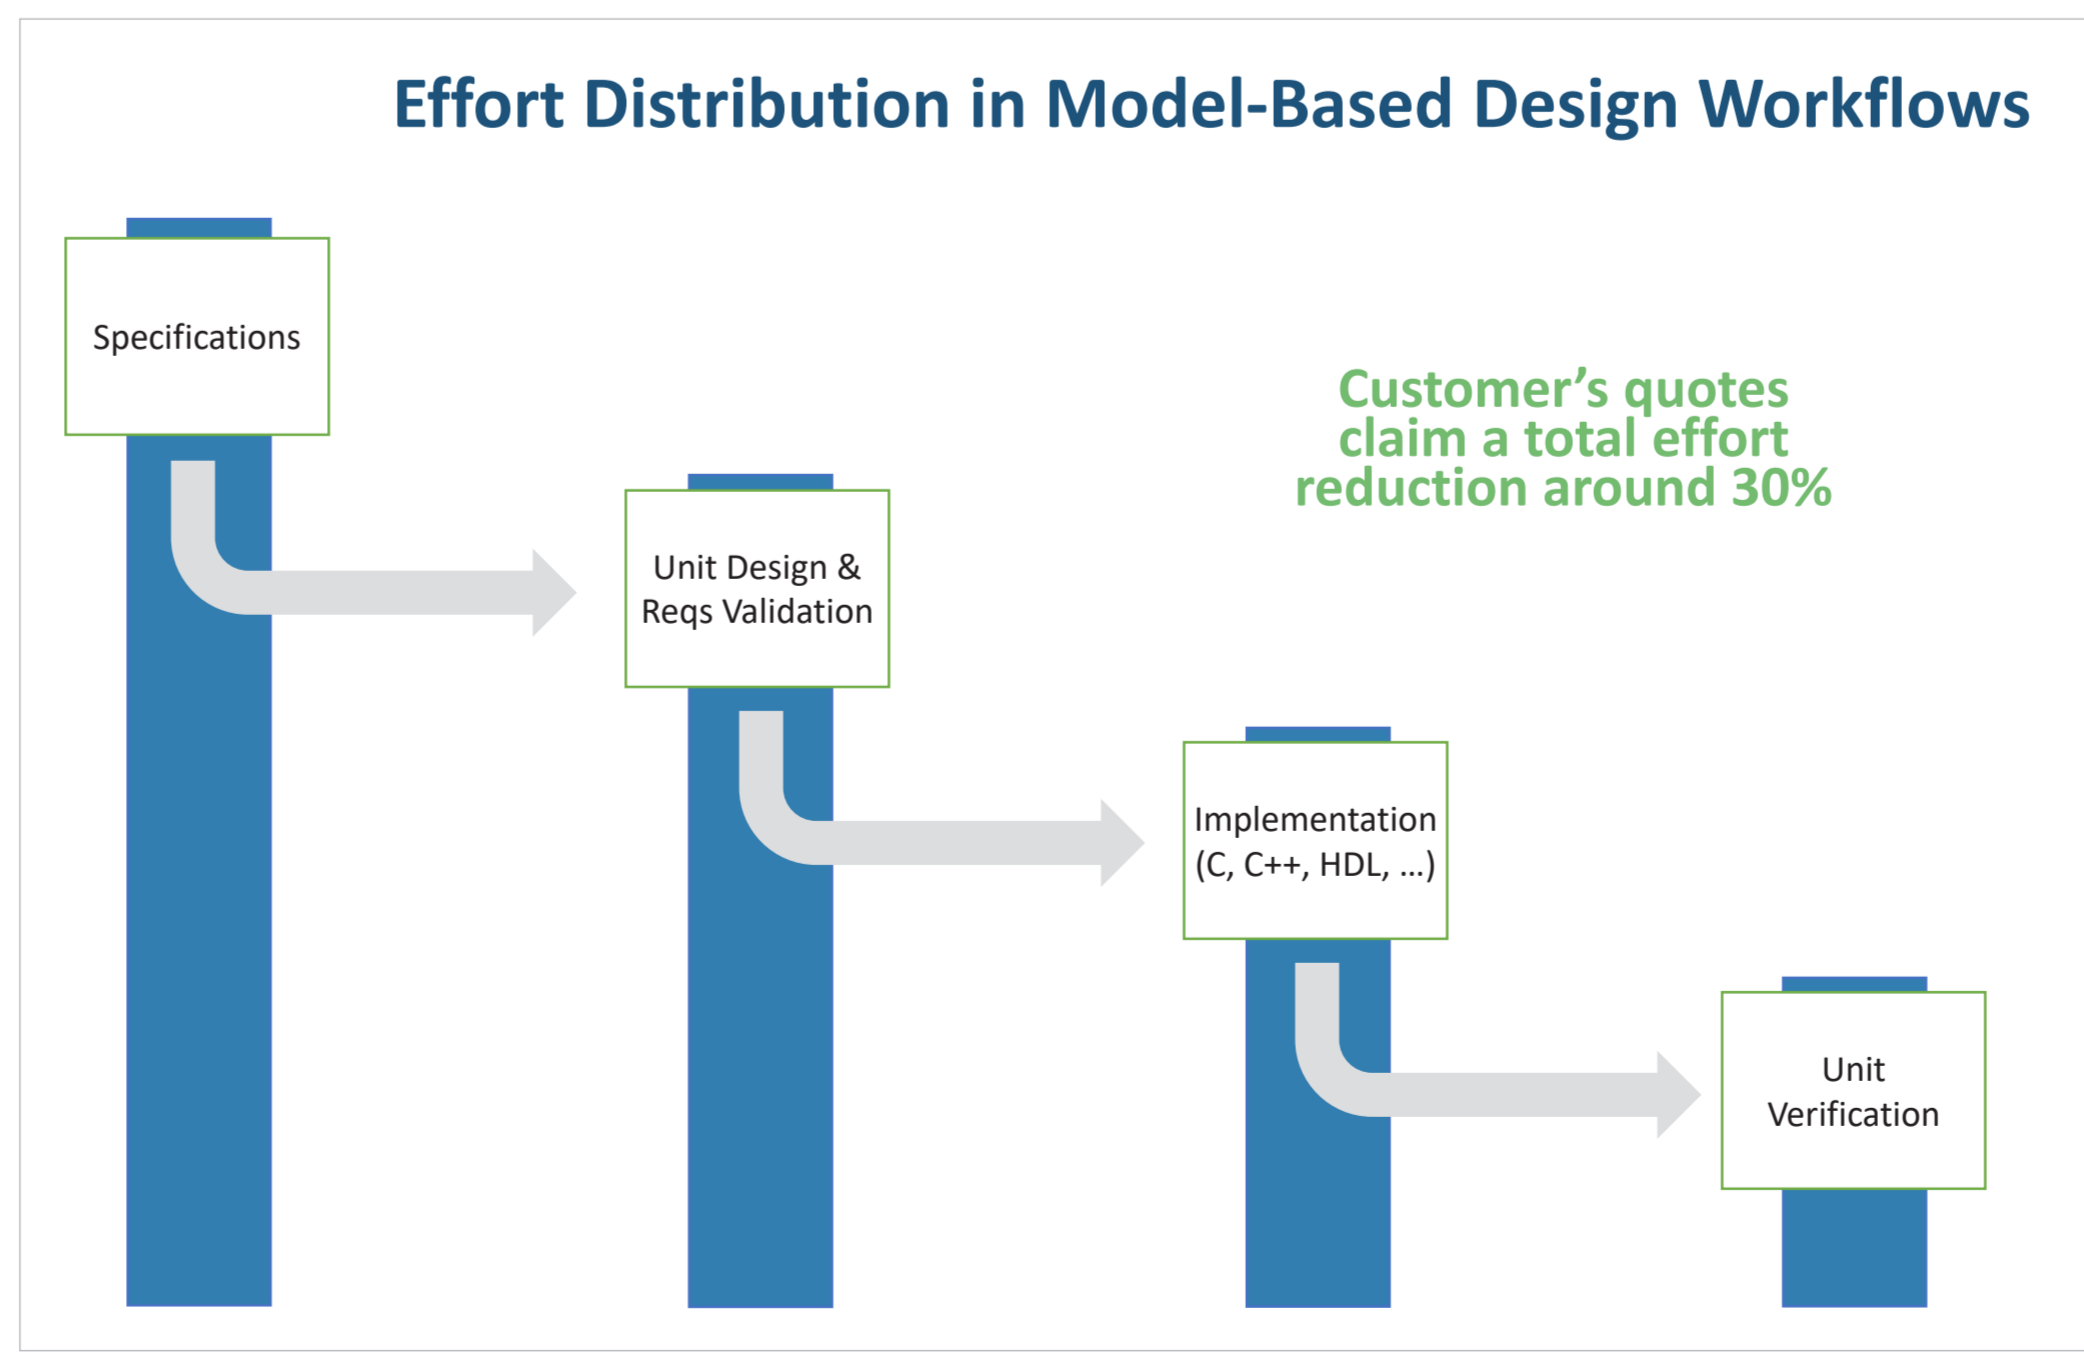 Effort Distribution in Model-Based Design Workflows
Specifications
Customer’s quotes
claim a total effort
reduction around 30%
Unit Design &
Reqs Validation
Implementation
(C, C++, HDL, …)
Unit
Verification